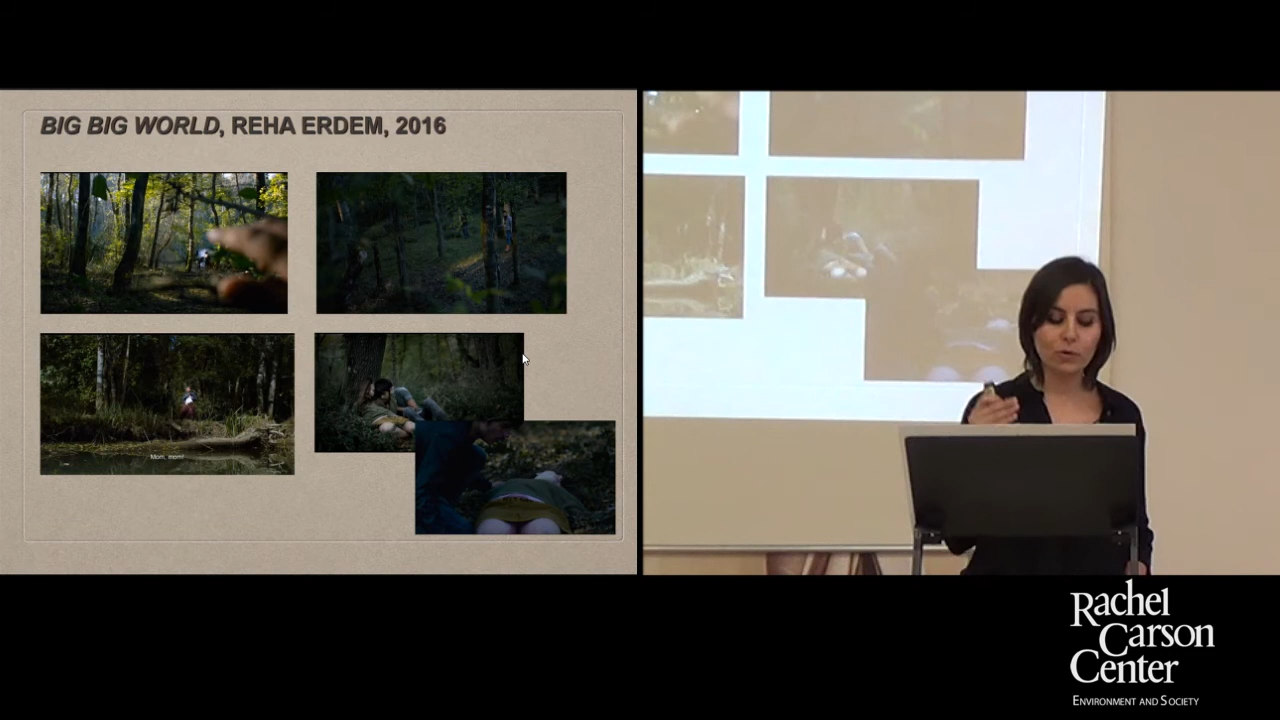 BIG BIG WORLD, REHA ERDEM, 2016
Mom, mom!
Rachel
Carson
Center
ENVIRONMENT AND SOCIETY